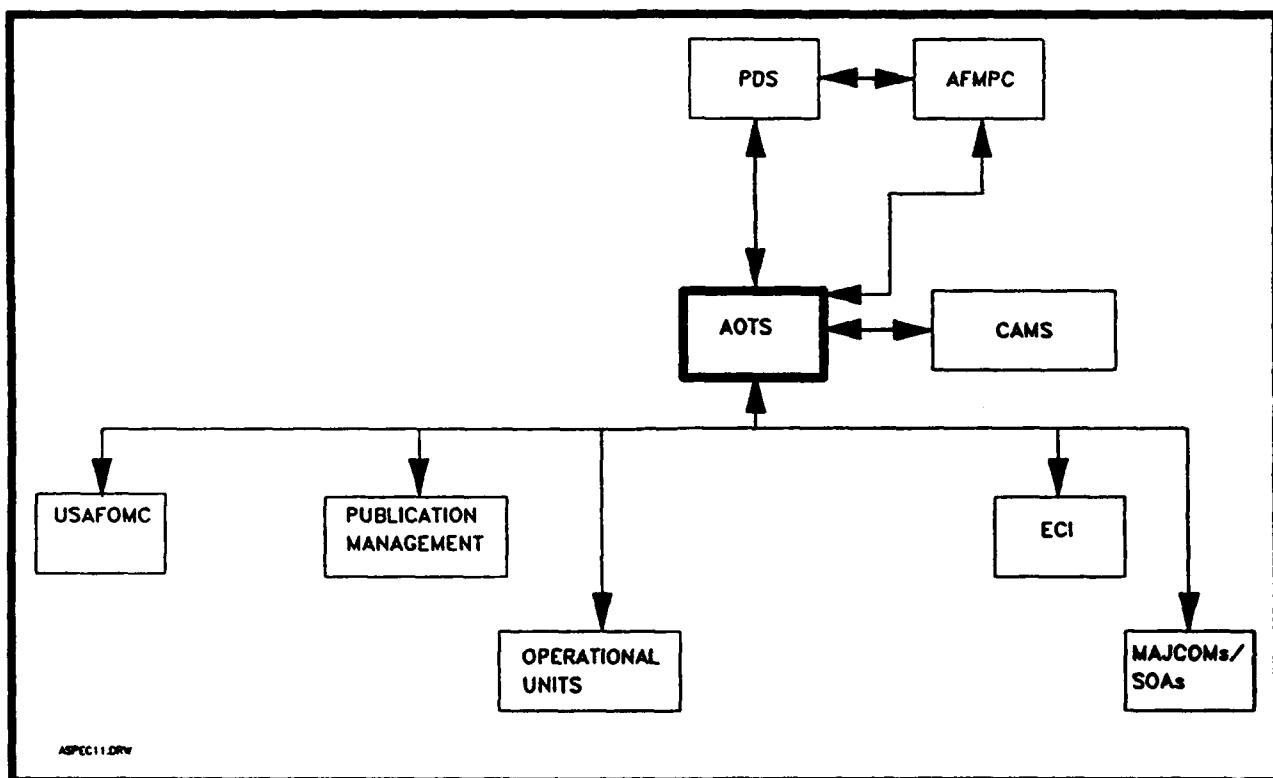 PDS
AFMPC
AOTS
CAMS
USAFOMC
PUBLICATION
MANAGEMENT
ECI
OPERATIONAL
UNITS
MAJCOMs/
SOAs
ASPEC11.DRW